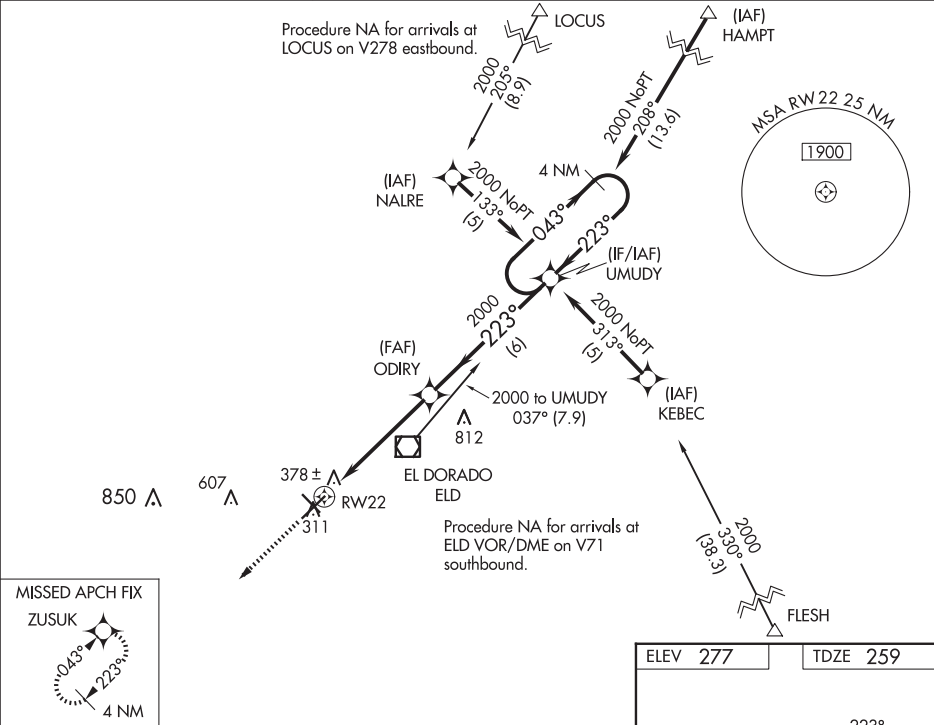 Procedure NA for arrivals at
LOCUS on V278 eastbound.
LOCUS
(IAF)
HAMPT
2000
205°
(8.9)
2000 NoPT
208°
(13.6)
MSA RW22 25 NM
1900
(IAF)
NALRE
2000 NoPT
133°
(5)
4 NM
043°
223°
(IF/IAF)
UMUDY
2000
223°
(6)
2000 NoPT
313°
(5)
(FAF)
ODIRY
(IAF)
KEBEC
2000 to UMUDY
037° (7.9)
812
EL DORADO
ELD
850
607
378 ±
RW22
311
Procedure NA for arrivals at
ELD VOR/DME on V71
southbound.
2000
330°
(38.3)
FLESH
MISSED APCH FIX
ZUSUK
043°
223°
4 NM
ELEV 277
TDZE 259
223°